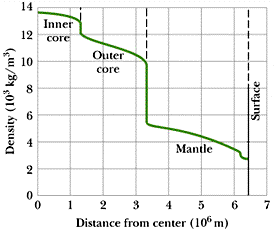 14
12
10
8
6
4
2
0
Density (10³ kg/m³)
Inner
core
Outer
core
Mantle
Surface
0 1 2 3 4 5 6 7
Distance from center (10⁶ m)